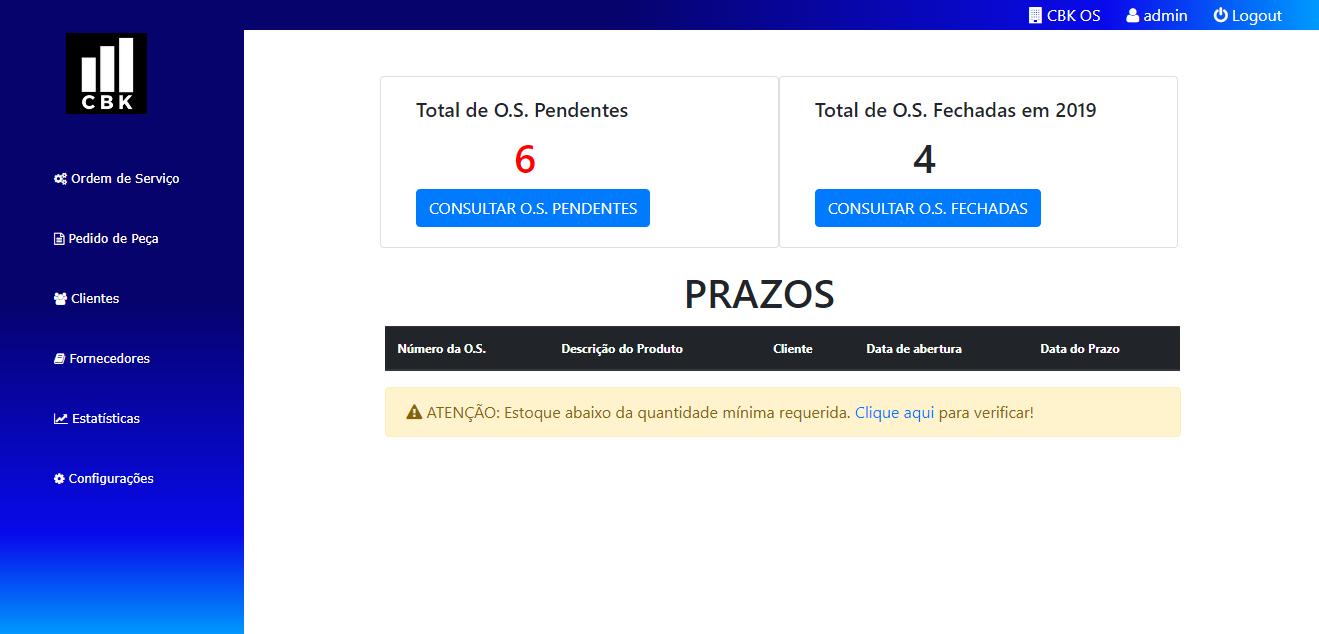 CBK OS admin Logout
CBK
Ordem de Serviço
Pedido de Peça
Clientes
Fornecedores
Estatísticas
Configurações
Total de O.S. Pendentes
6
CONSULTAR O.S. PENDENTES
Total de O.S. Fechadas em 2019
4
CONSULTAR O.S. FECHADAS
PRAZOS
Número da O.S. Descrição do Produto Cliente Data de abertura Data do Prazo
ATENÇÃO: Estoque abaixo da quantidade mínima requerida. Clique aqui para verificar!